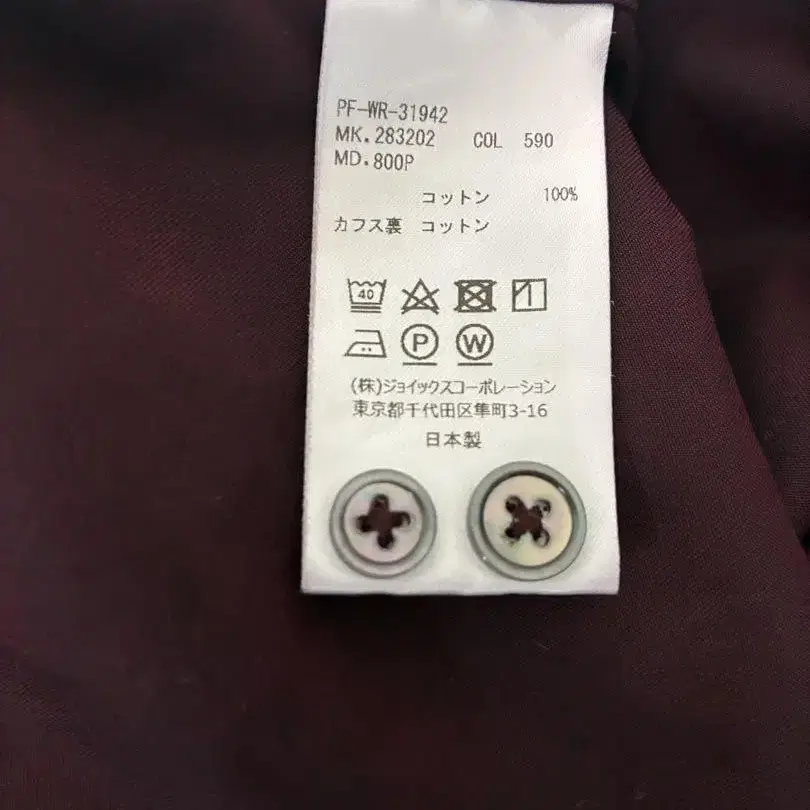 PF-WR-31942
MK.283202 COL 590
MD.800P
コットン 100%
カフス裏 コットン
40
P W
(株)ジョイックスコーポレーション
東京都千代田区隼町3-16
日本製